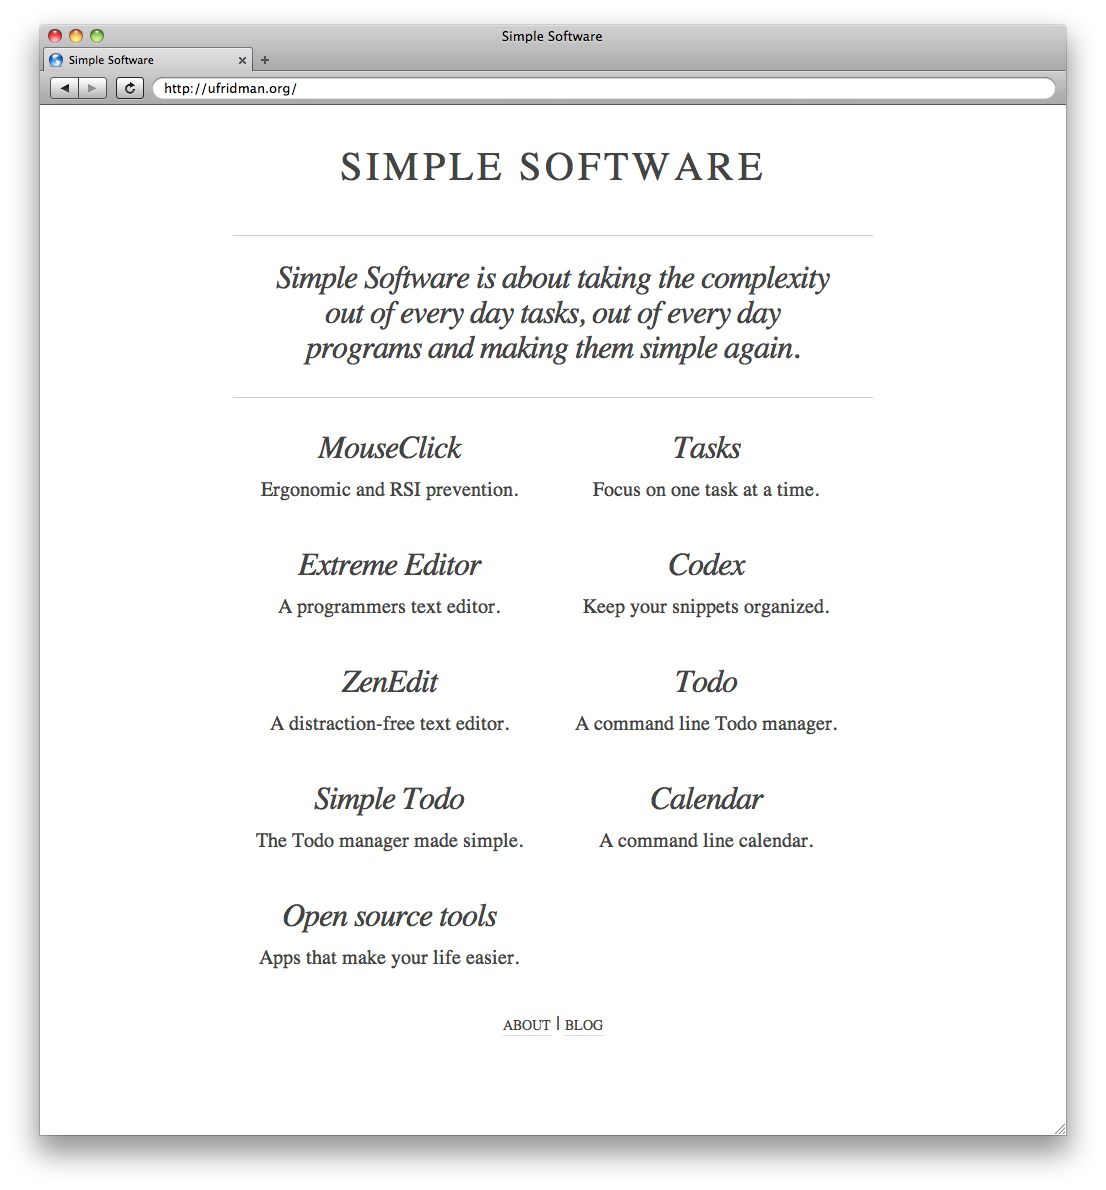 Simple Software
Simple Software
http://ufridman.org/
SIMPLE SOFTWARE
Simple Software is about taking the complexity
out of every day tasks, out of every day
programs and making them simple again.
MouseClick
Ergonomic and RSI prevention.
Tasks
Focus on one task at a time.
Extreme Editor
A programmers text editor.
Codex
Keep your snippets organized.
ZenEdit
A distraction-free text editor.
Todo
A command line Todo manager.
Simple Todo
The Todo manager made simple.
Calendar
A command line calendar.
Open source tools
Apps that make your life easier.
ABOUT | BLOG